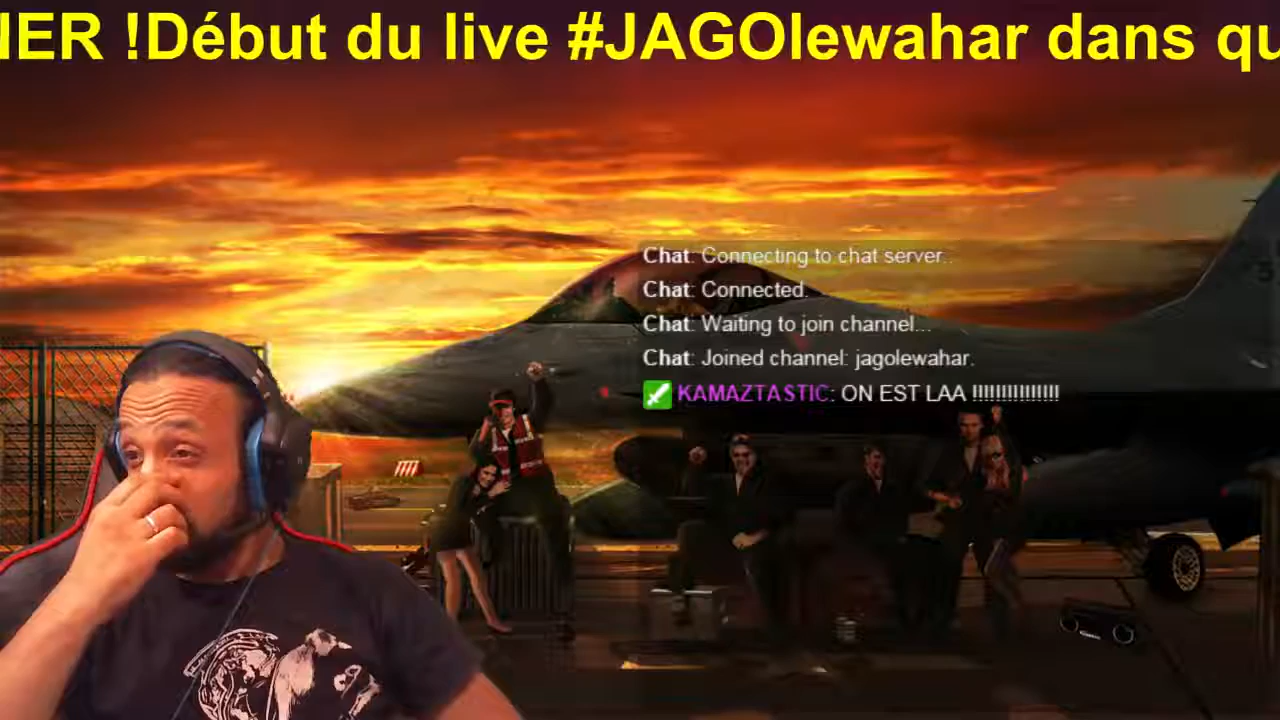 NER !Début du live #JAGOlewahar dans qu
Chat: Connecting to chat server..
Chat: Connected.
Chat: Waiting to join channel...
Chat: Joined channel: jagolewahar.
KAMAZTASTIC: ON EST LAA !!!!!!!!!!!!!!!